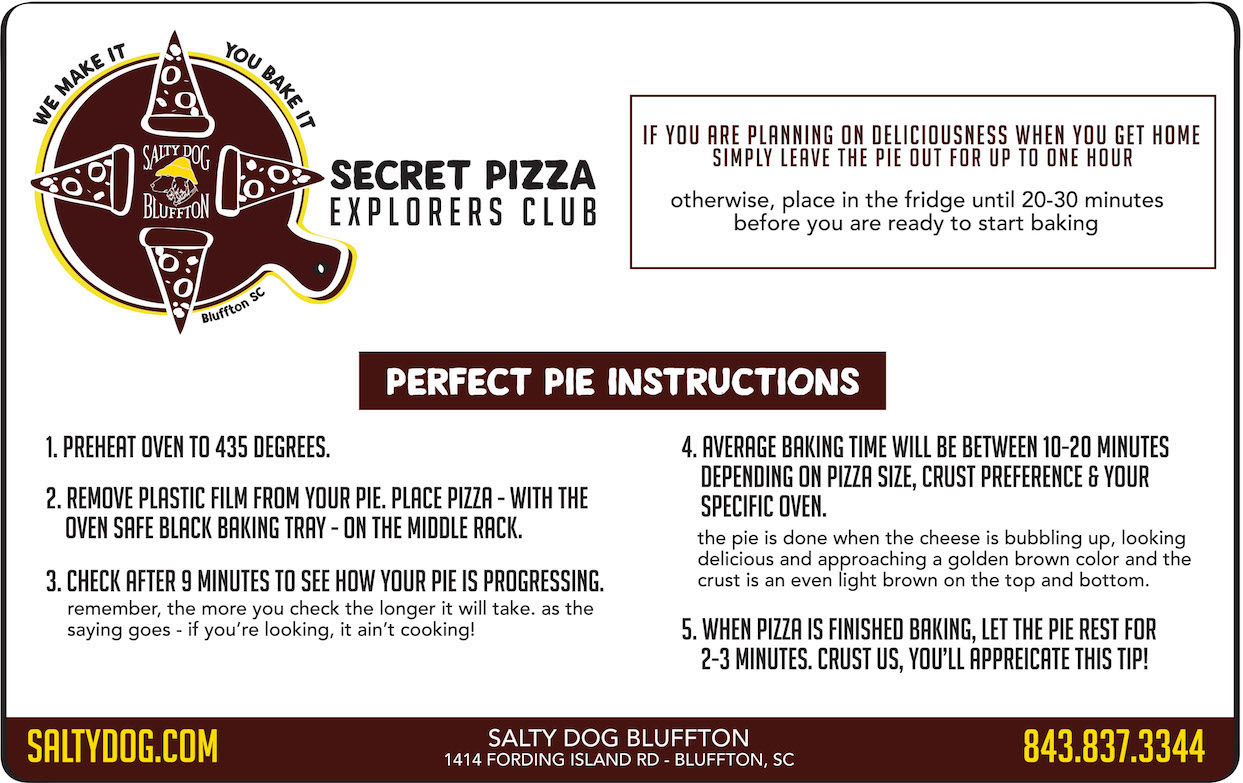 WE MAKE IT
YOU BAKE IT
SALTY DOG
BLUFFTON
Bluffton SC
SECRET PIZZA
EXPLORERS CLUB
IF YOU ARE PLANNING ON DELICIOUSNESS WHEN YOU GET HOME
SIMPLY LEAVE THE PIE OUT FOR UP TO ONE HOUR
otherwise, place in the fridge until 20-30 minutes
before you are ready to start baking
PERFECT PIE INSTRUCTIONS
1. PREHEAT OVEN TO 435 DEGREES.
2. REMOVE PLASTIC FILM FROM YOUR PIE. PLACE PIZZA - WITH THE
OVEN SAFE BLACK BAKING TRAY - ON THE MIDDLE RACK.
3. CHECK AFTER 9 MINUTES TO SEE HOW YOUR PIE IS PROGRESSING.
remember, the more you check the longer it will take. as the
saying goes - if you're looking, it ain't cooking!
4. AVERAGE BAKING TIME WILL BE BETWEEN 10-20 MINUTES
DEPENDING ON PIZZA SIZE, CRUST PREFERENCE & YOUR
SPECIFIC OVEN.
the pie is done when the cheese is bubbling up, looking
delicious and approaching a golden brown color and the
crust is an even light brown on the top and bottom.
5. WHEN PIZZA IS FINISHED BAKING, LET THE PIE REST FOR
2-3 MINUTES. CRUST US, YOU'LL APPREICATE THIS TIP!
SALTYDOG.COM
SALTY DOG BLUFFTON
1414 FORDING ISLAND RD - BLUFFTON, SC
843.837.3344